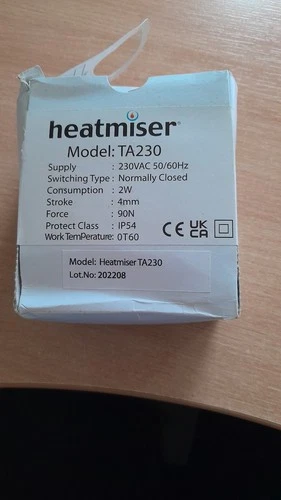 heatmiser®
Model: TA230
Supply : 230VAC 50/60Hz
Switching Type : Normally Closed
Consumption : 2W
Stroke : 4mm
Force : 90N
Protect Class : IP54
Work TemPerature: 0T60
CE UK CA
Model: Heatmiser TA230
Lot.No: 202208